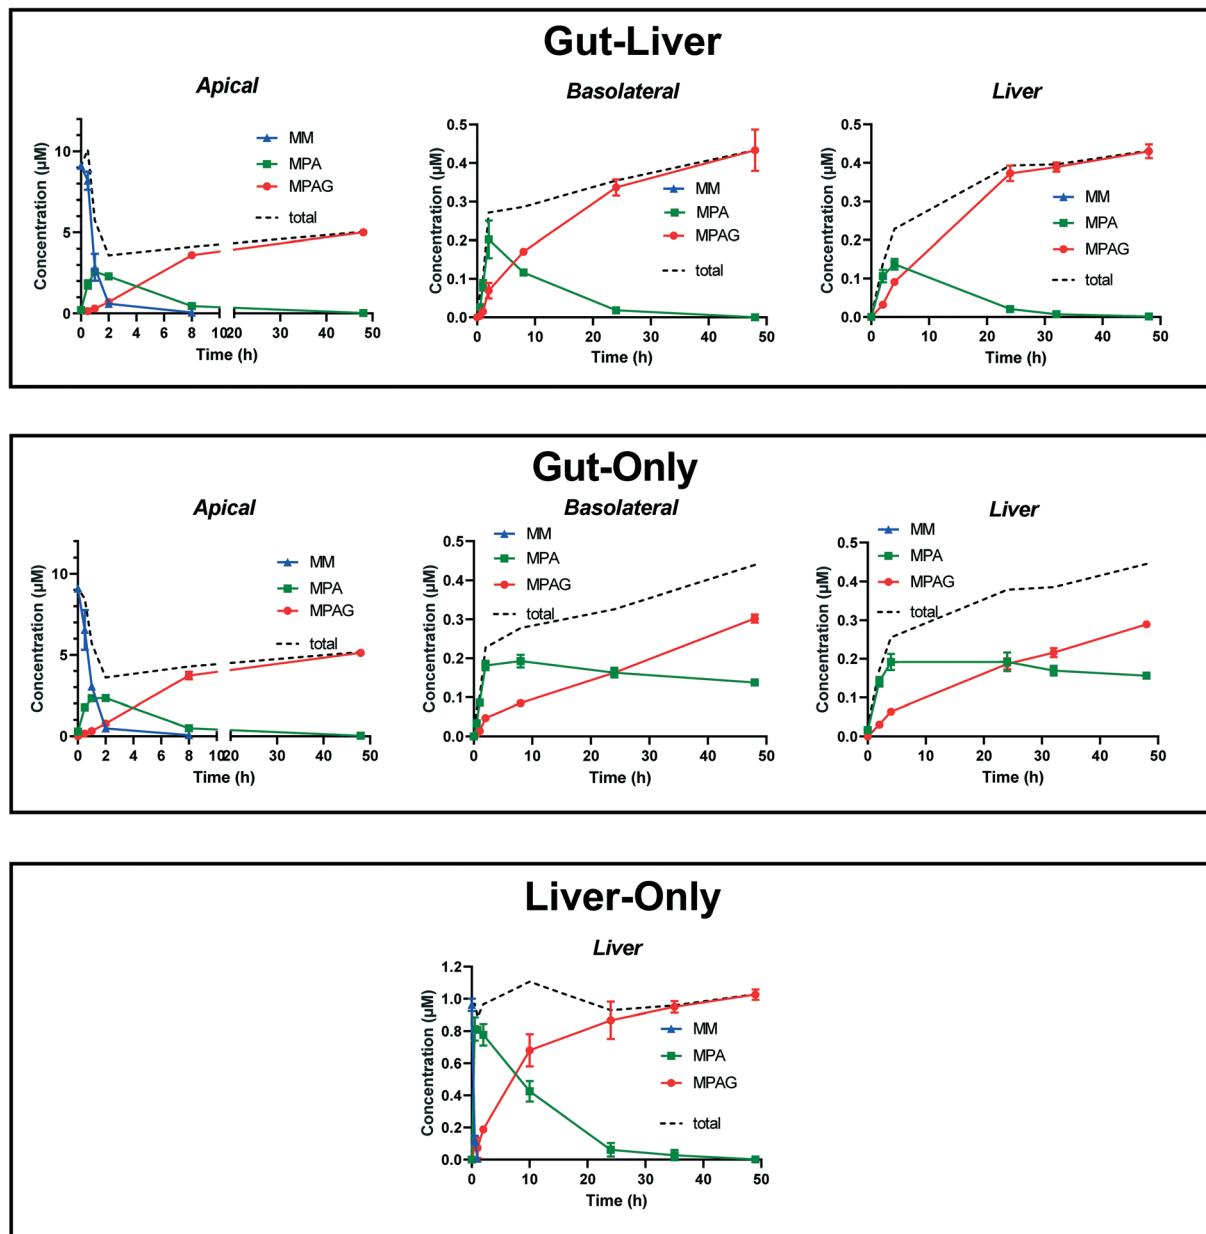 Gut-Liver
Apical
Concentration (μM)
10
5
0
0 2 4 6 8 10 20 30 40 50
Time (h)
MM
MPA
MPAG
total
Basolateral
Concentration (μM)
0.5
0.4
0.3
0.2
0.1
0.0
0 10 20 30 40 50
Time (h)
MM
MPA
MPAG
total
Liver
Concentration (μM)
0.5
0.4
0.3
0.2
0.1
0.0
0 10 20 30 40 50
Time (h)
MM
MPA
MPAG
total
Gut-Only
Apical
Concentration (μM)
10
5
0
0 2 4 6 8 10 20 30 40 50
Time (h)
MM
MPA
MPAG
total
Basolateral
Concentration (μM)
0.5
0.4
0.3
0.2
0.1
0.0
0 10 20 30 40 50
Time (h)
MM
MPA
MPAG
total
Liver
Concentration (μM)
0.5
0.4
0.3
0.2
0.1
0.0
0 10 20 30 40 50
Time (h)
MM
MPA
MPAG
total
Liver-Only
Liver
Concentration (μM)
1.2
1.0
0.8
0.6
0.4
0.2
0.0
0 10 20 30 40 50
Time (h)
MM
MPA
MPAG
total